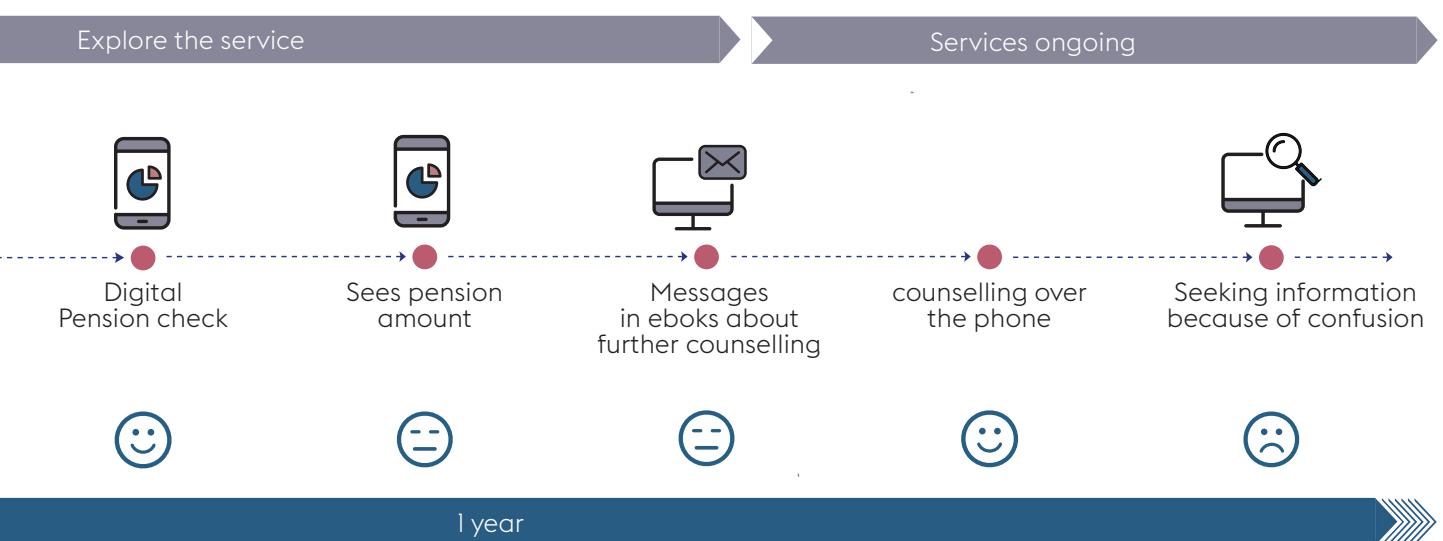 Explore the service
Services ongoing
Digital
Pension check
Sees pension
amount
Messages
in eboks about
further counselling
counselling over
the phone
Seeking information
because of confusion
1 year